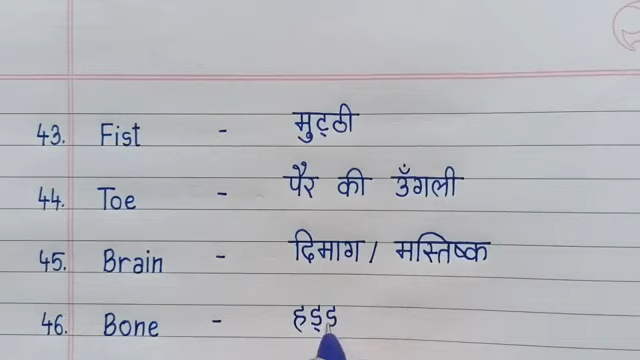 43. Fist - मुट्ठी
44. Toe - पैर की उँगली
45. Brain - दिमाग / मस्तिष्क
46. Bone - हड्ड